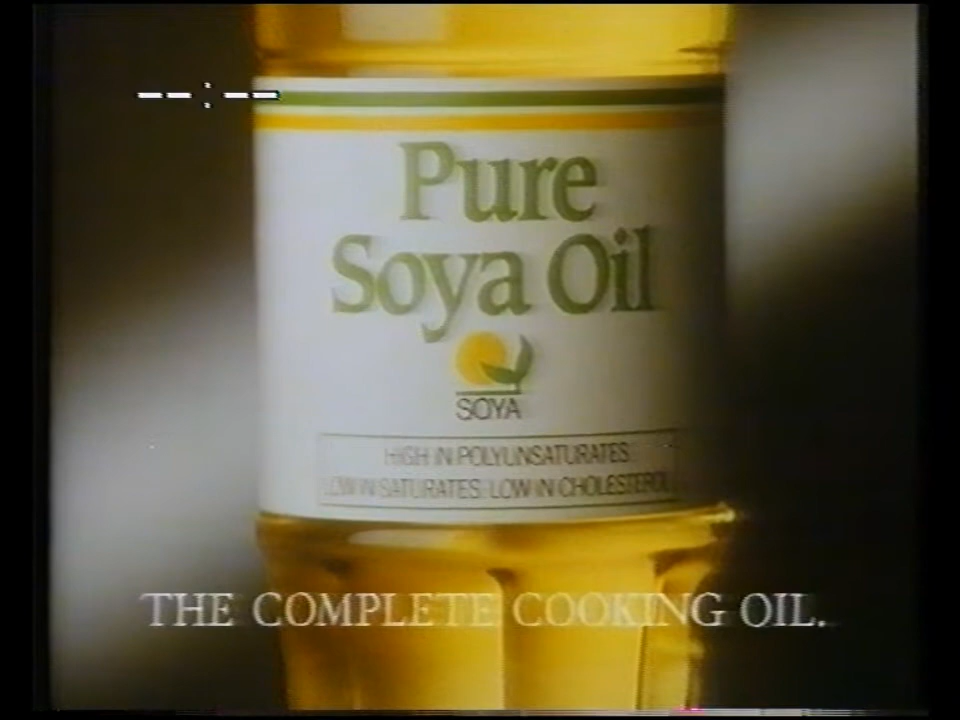 --:--
Pure
Soya Oil
SOYA
HIGH IN POLYUNSATURATES
LOW IN SATURATES LOW IN CHOLESTEROL
THE COMPLETE COOKING OIL.